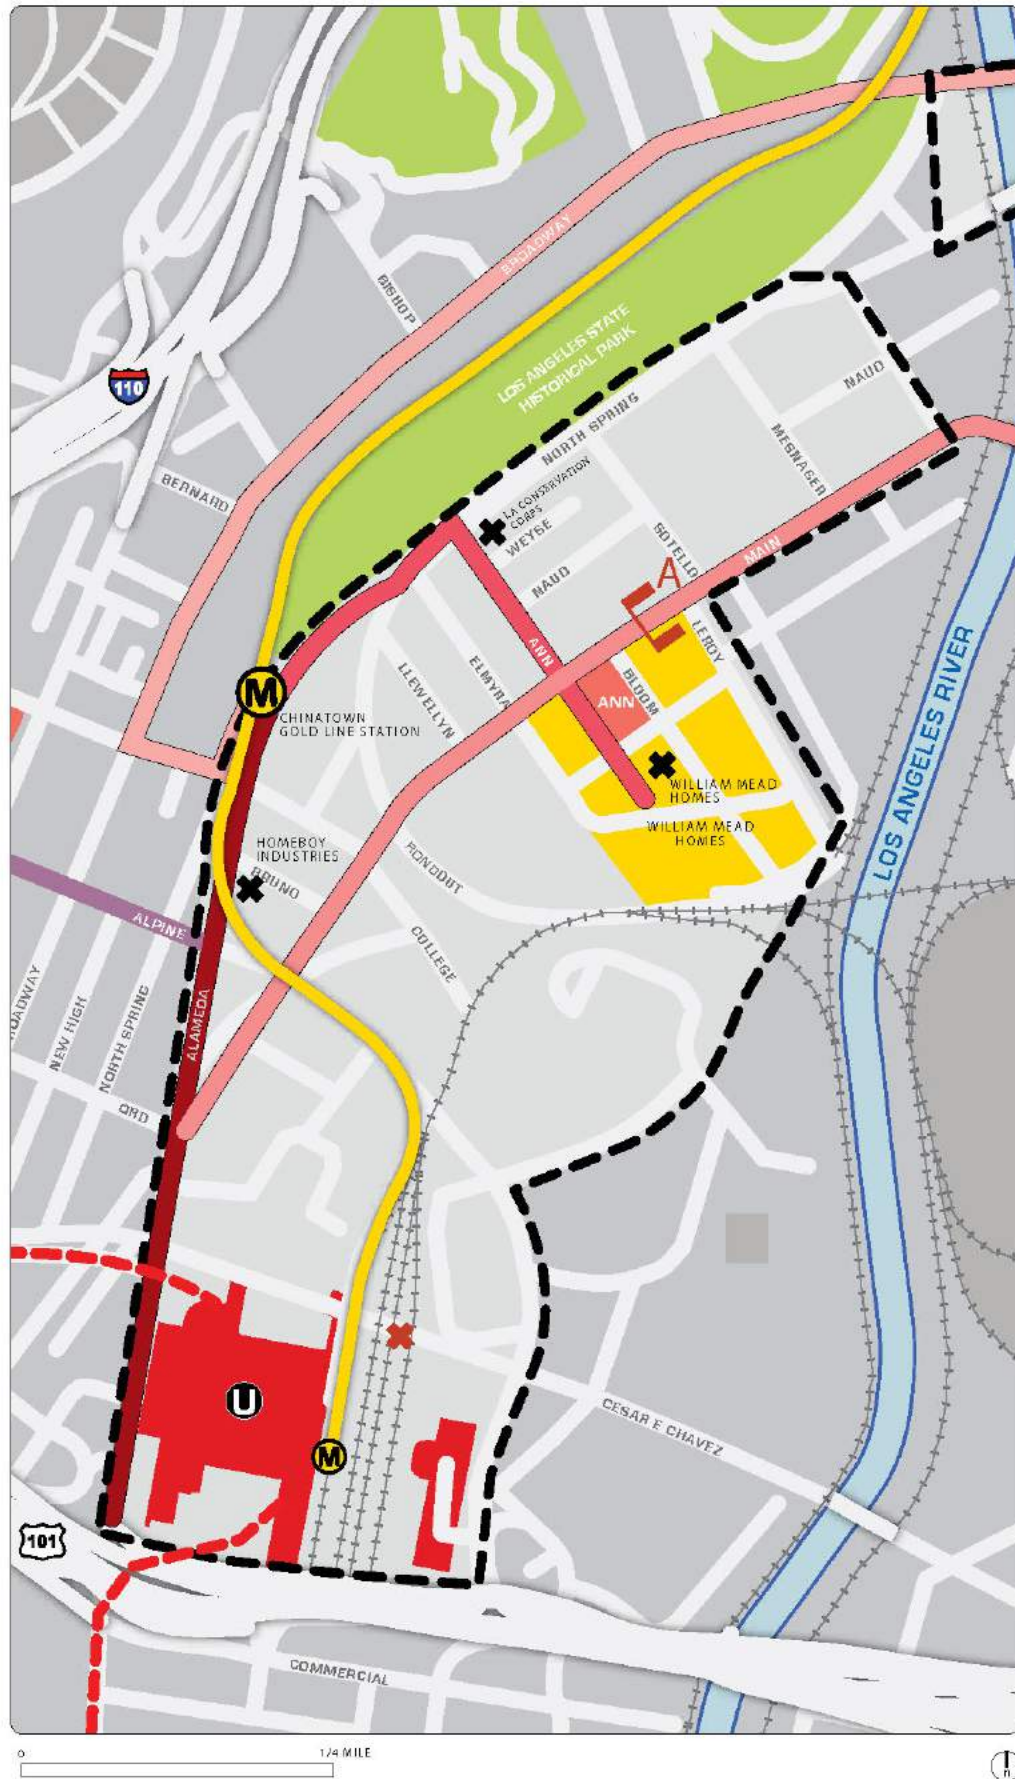 BROADWAY
BISHOP
LOS ANGELES STATE
HISTORICAL PARK
110
NAUD
NORTH SPRING
MESNAGER
BERNARD
LA CONSERVATION
CORPS
WEYSE
SOTELLO
MAIN
NAUD
A
ANN
LEROY
ELMYRA
BLOOM
LLEWELLYN
ANN
M
CHINATOWN
GOLD LINE STATION
LOS ANGELES RIVER
WILLIAM MEAD
HOMES
WILLIAM MEAD
HOMES
HOMEBOY
INDUSTRIES
BRUNO
RONDOUT
ALPINE
COLLEGE
ROADWAY
NEW HIGH
NORTH SPRING
ALAMEDA
ORD
U
M
CESAR E CHAVEZ
101
COMMERCIAL
0
1/4 MILE
n